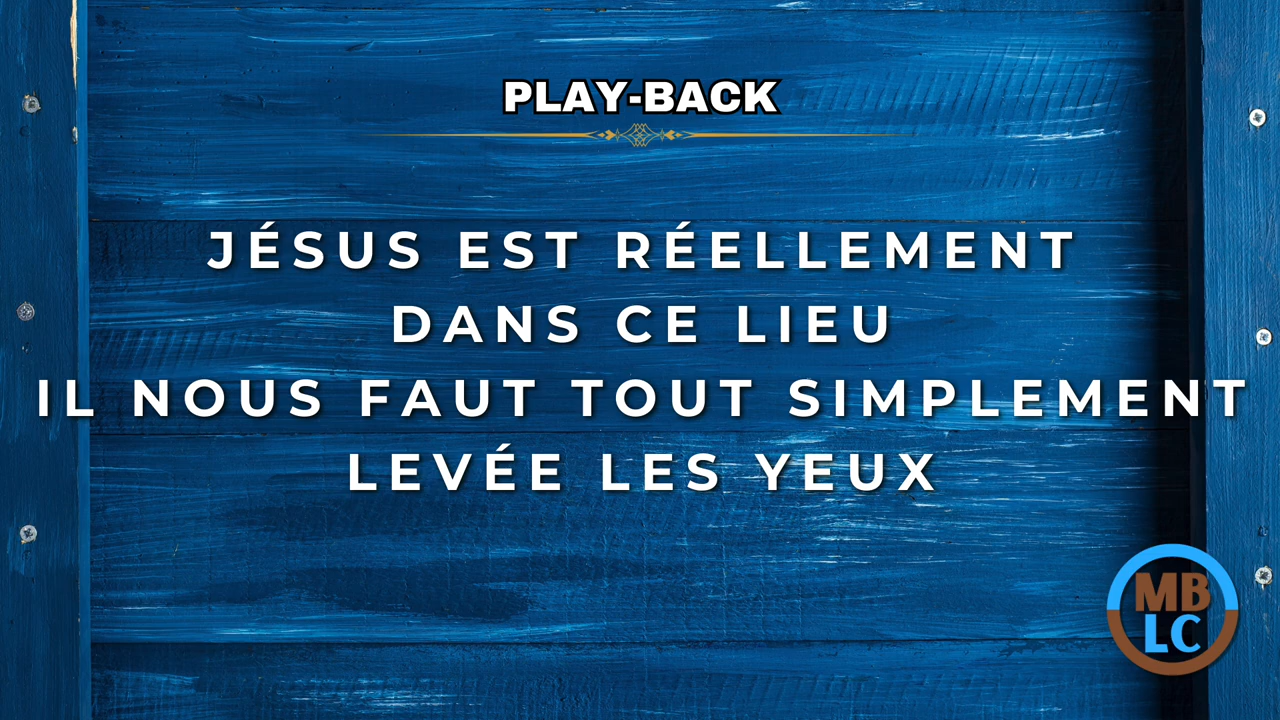 PLAY-BACK
JÉSUS EST RÉELLEMENT
DANS CE LIEU
IL NOUS FAUT TOUT SIMPLEMENT
LEVÉE LES YEUX
MB
LC